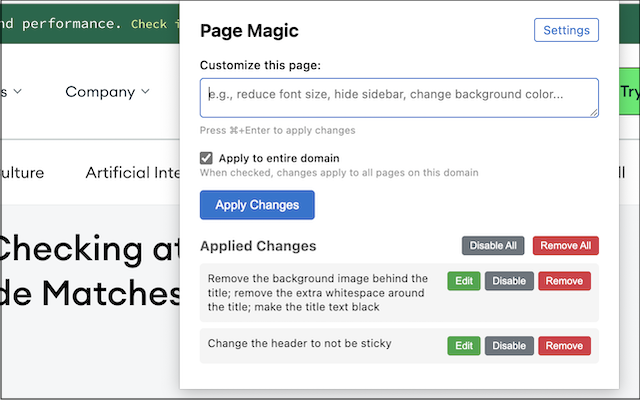 nd performance. Check i
Page Magic
Settings
Customize this page:
e.g., reduce font size, hide sidebar, change background color...
Press ⌘+Enter to apply changes
Apply to entire domain
When checked, changes apply to all pages on this domain
Apply Changes
Applied Changes
Disable All
Remove All
Remove the background image behind the
title; remove the extra whitespace around
the title; make the title text black
Edit
Disable
Remove
Change the header to not be sticky
Edit
Disable
Remove
s
Company
Try
ulture
Artificial Inte
ll
Checking at
de Matches